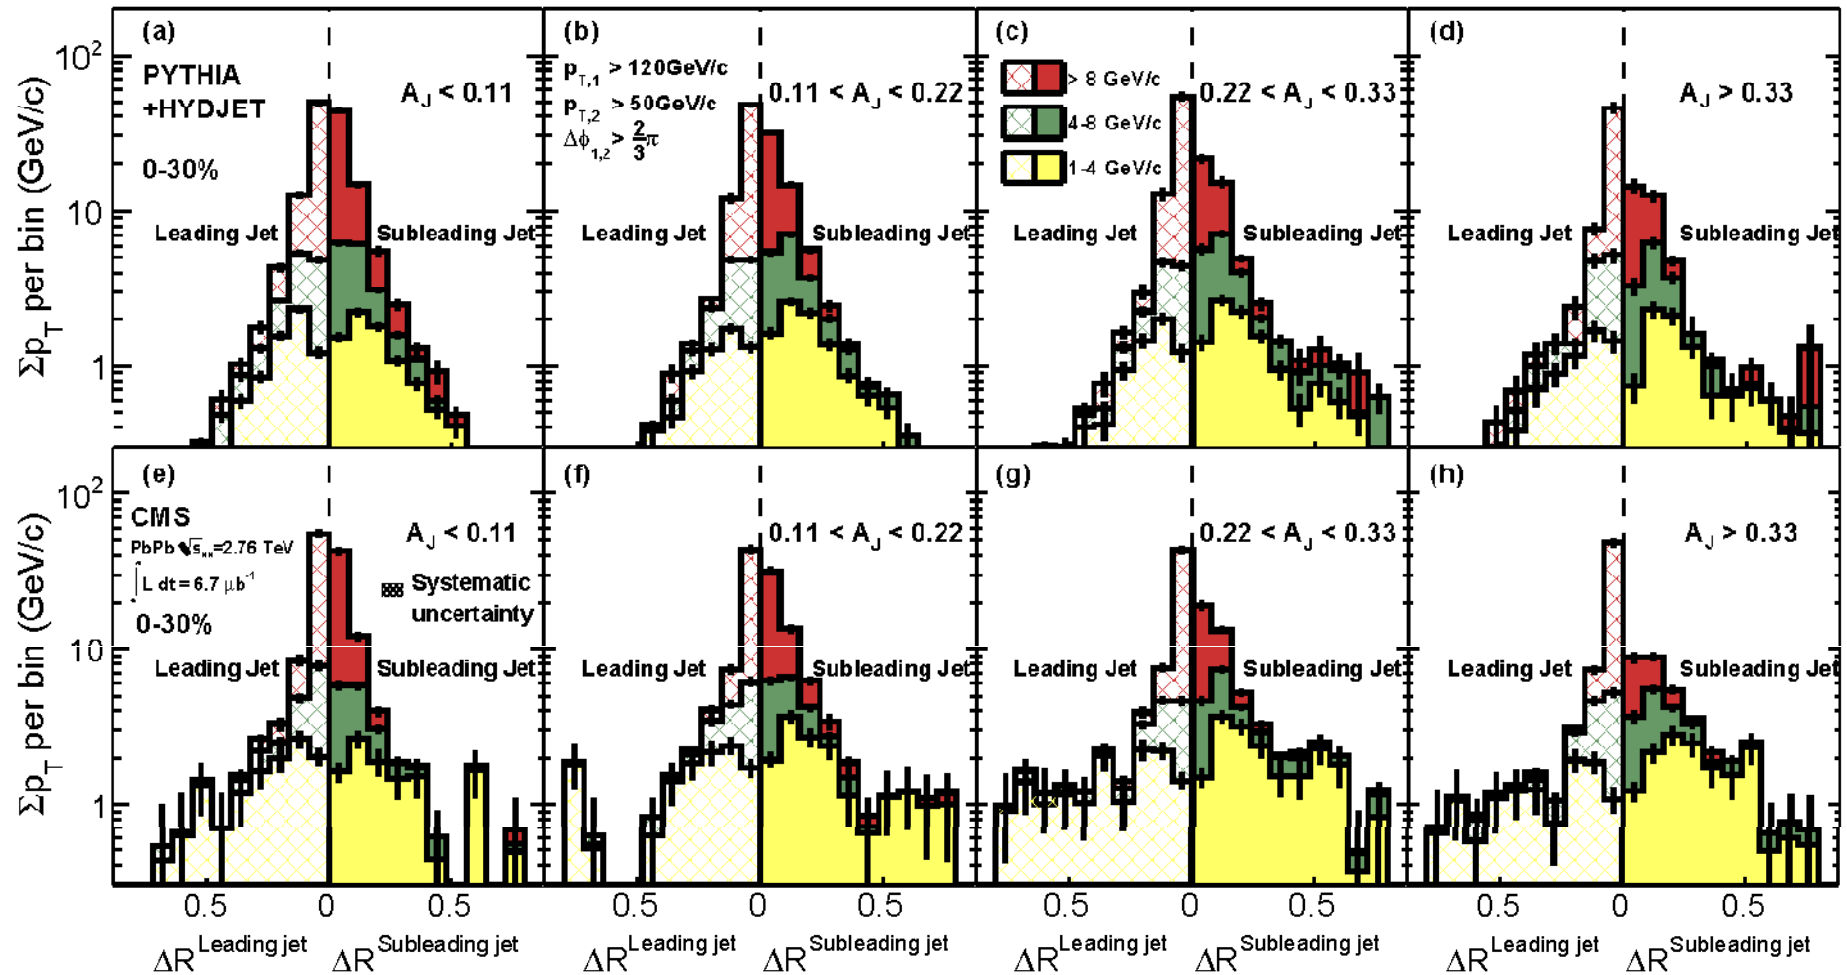 (a)
PYTHIA
+HYDJET
0-30%
A_J < 0.11
Leading Jet
Subleading Jet
Σp_T per bin (GeV/c)
10²
10
1
(b)
p_T,1 > 120GeV/c
p_T,2 > 50GeV/c
Δϕ_1,2 > 2/3 π
0.11 < A_J < 0.22
Leading Jet
Subleading Jet
(c)
> 8 GeV/c
4-8 GeV/c
1-4 GeV/c
0.22 < A_J < 0.33
Leading Jet
Subleading Jet
(d)
A_J > 0.33
Leading Jet
Subleading Jet
(e)
CMS
PbPb √s_NN=2.76 TeV
∫L dt = 6.7 μb⁻¹
0-30%
A_J < 0.11
Systematic
uncertainty
Leading Jet
Subleading Jet
Σp_T per bin (GeV/c)
10²
10
1
(f)
0.11 < A_J < 0.22
Leading Jet
Subleading Jet
(g)
0.22 < A_J < 0.33
Leading Jet
Subleading Jet
(h)
A_J > 0.33
Leading Jet
Subleading Jet
0.5 0 0.5 0.5 0 0.5 0.5 0 0.5 0.5 0 0.5
ΔR^Leading jet ΔR^Subleading jet ΔR^Leading jet ΔR^Subleading jet ΔR^Leading jet ΔR^Subleading jet ΔR^Leading jet ΔR^Subleading jet